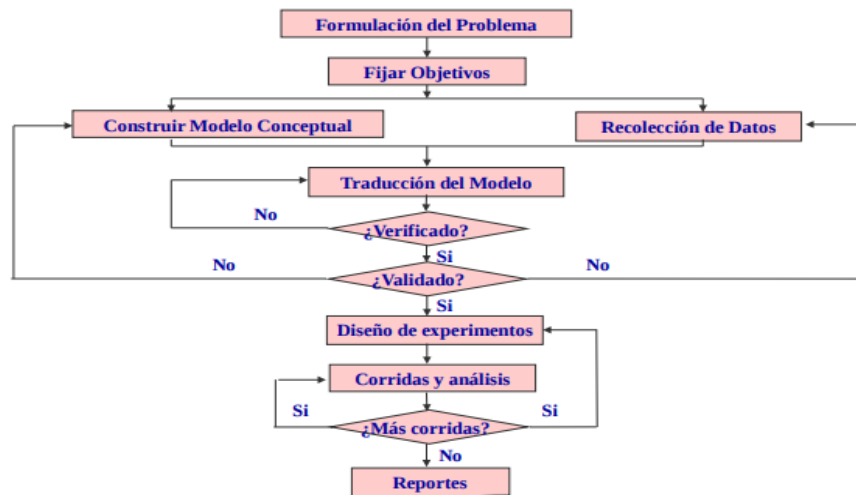 Formulación del Problema
Fijar Objetivos
Construir Modelo Conceptual
Recolección de Datos
Traducción del Modelo
No
¿Verificado?
Si
No
¿Validado?
No
Si
Diseño de experimentos
Corridas y análisis
Si
¿Más corridas?
Si
No
Reportes